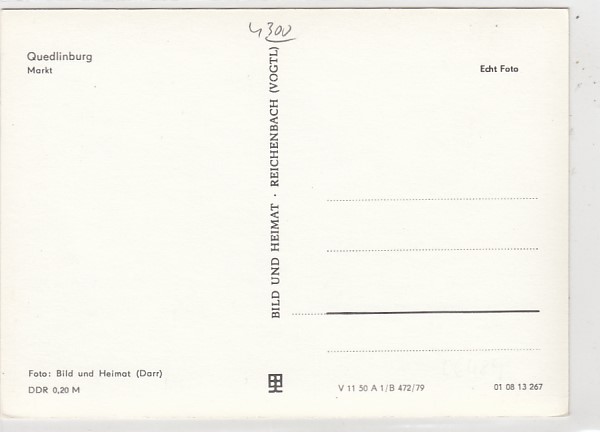 4300
Quedlinburg
Markt
Echt Foto
BILD UND HEIMAT · REICHENBACH (VOGTL)
Foto: Bild und Heimat (Darr)
DDR 0,20 M
V 11 50 A 1/B 472/79
01 08 13 267